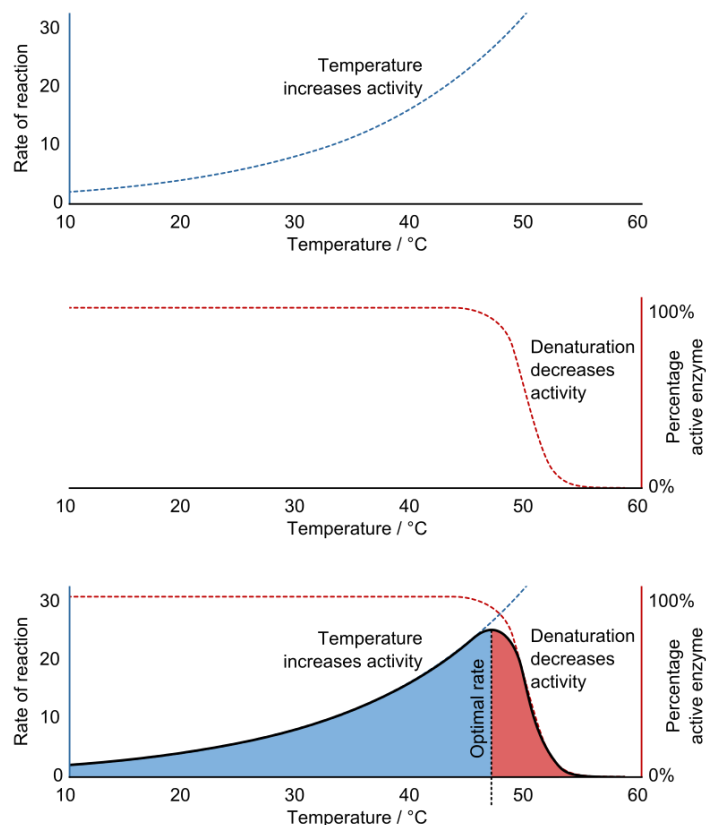 30
20
10
0
Rate of reaction
Temperature
increases activity
10 20 30 40 50 60
Temperature / °C
100%
0%
Percentage
active enzyme
Denaturation
decreases
activity
10 20 30 40 50 60
Temperature / °C
30
20
10
0
Rate of reaction
Temperature
increases activity
Optimal rate
Denaturation
decreases
activity
100%
0%
Percentage
active enzyme
10 20 30 40 50 60
Temperature / °C